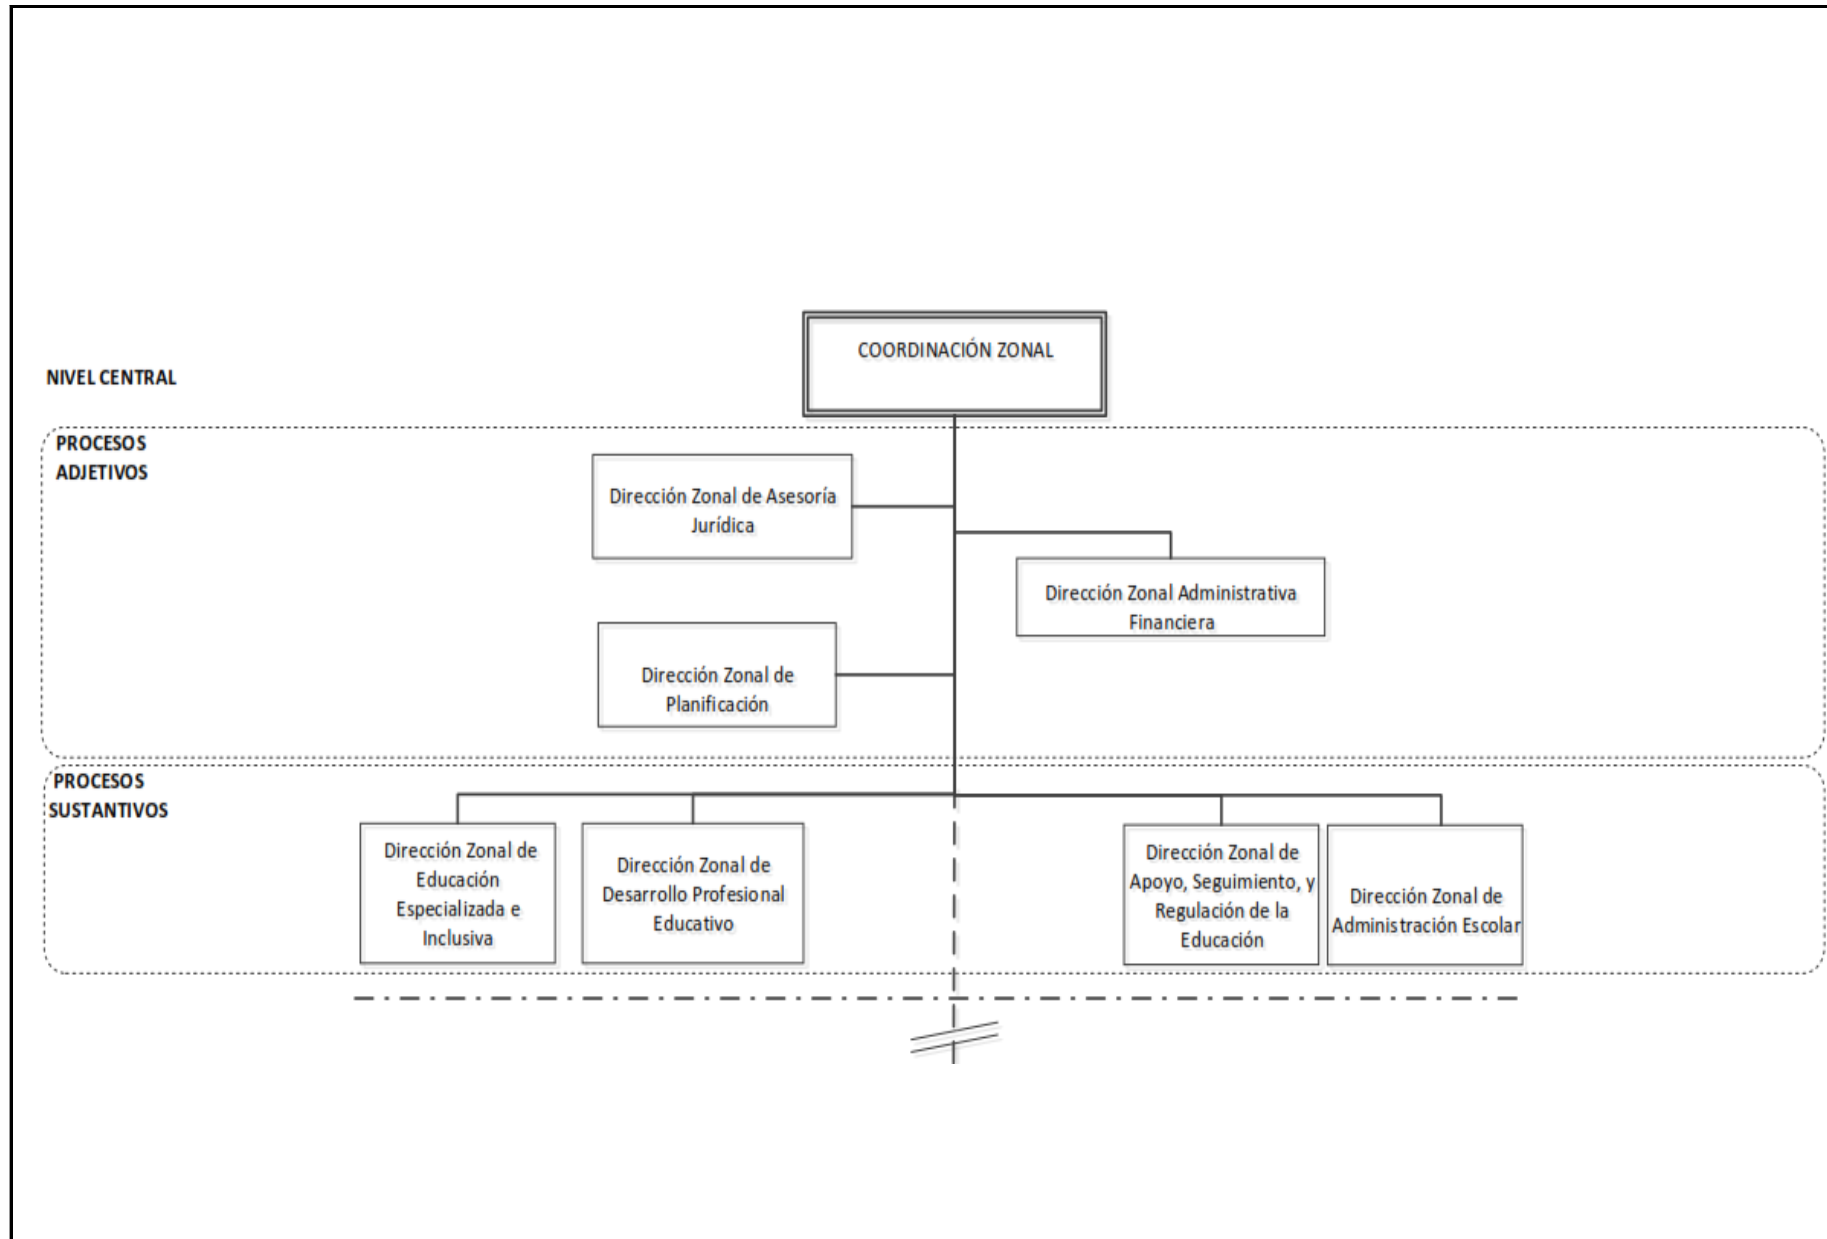 COORDINACIÓN ZONAL
NIVEL CENTRAL
PROCESOS
ADJETIVOS
Dirección Zonal de Asesoría
Jurídica
Dirección Zonal Administrativa
Financiera
Dirección Zonal de
Planificación
PROCESOS
SUSTANTIVOS
Dirección Zonal de
Educación
Especializada e
Inclusiva
Dirección Zonal de
Desarrollo Profesional
Educativo
Dirección Zonal de
Apoyo, Seguimiento, y
Regulación de la
Educación
Dirección Zonal de
Administración Escolar